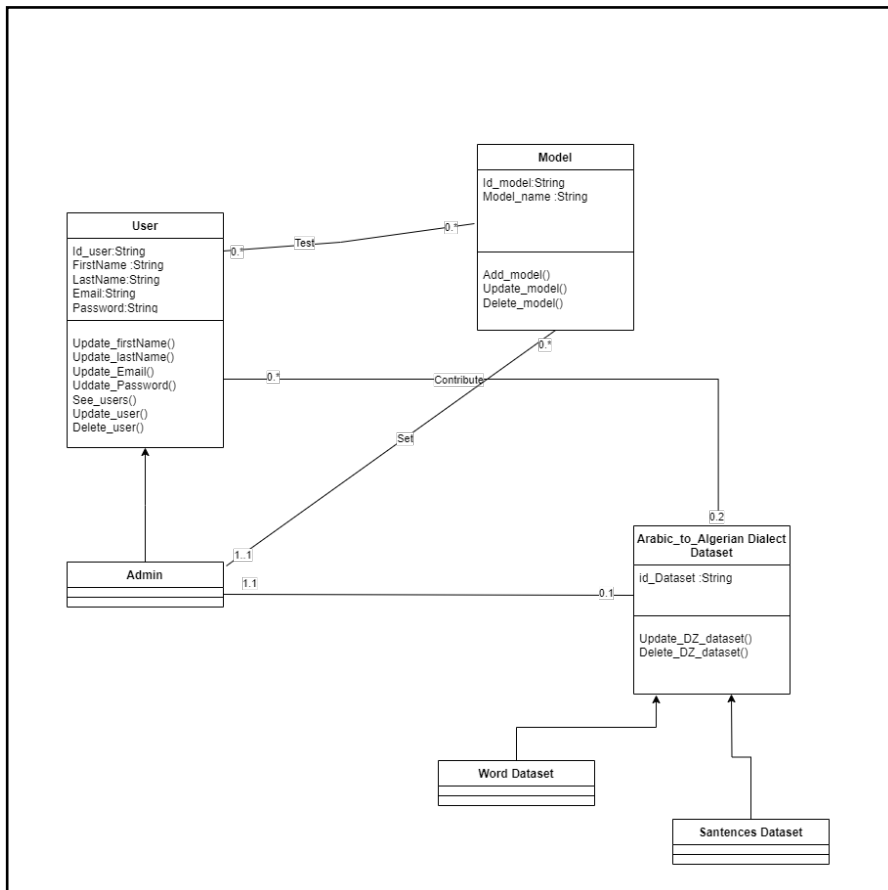 Model
Id_model:String
Model_name :String
Add_model()
Update_model()
Delete_model()
User
Id_user:String
FirstName :String
LastName:String
Email:String
Password:String
Update_firstName()
Update_lastName()
Update_Email()
Uddate_Password()
See_users()
Update_user()
Delete_user()
0.*
Test
0.*
0.*
Contribute
0.*
Set
0.2
1..1
Admin
1.1
0.1
Arabic_to_Algerian Dialect
Dataset
id_Dataset :String
Update_DZ_dataset()
Delete_DZ_dataset()
Word Dataset
Santences Dataset